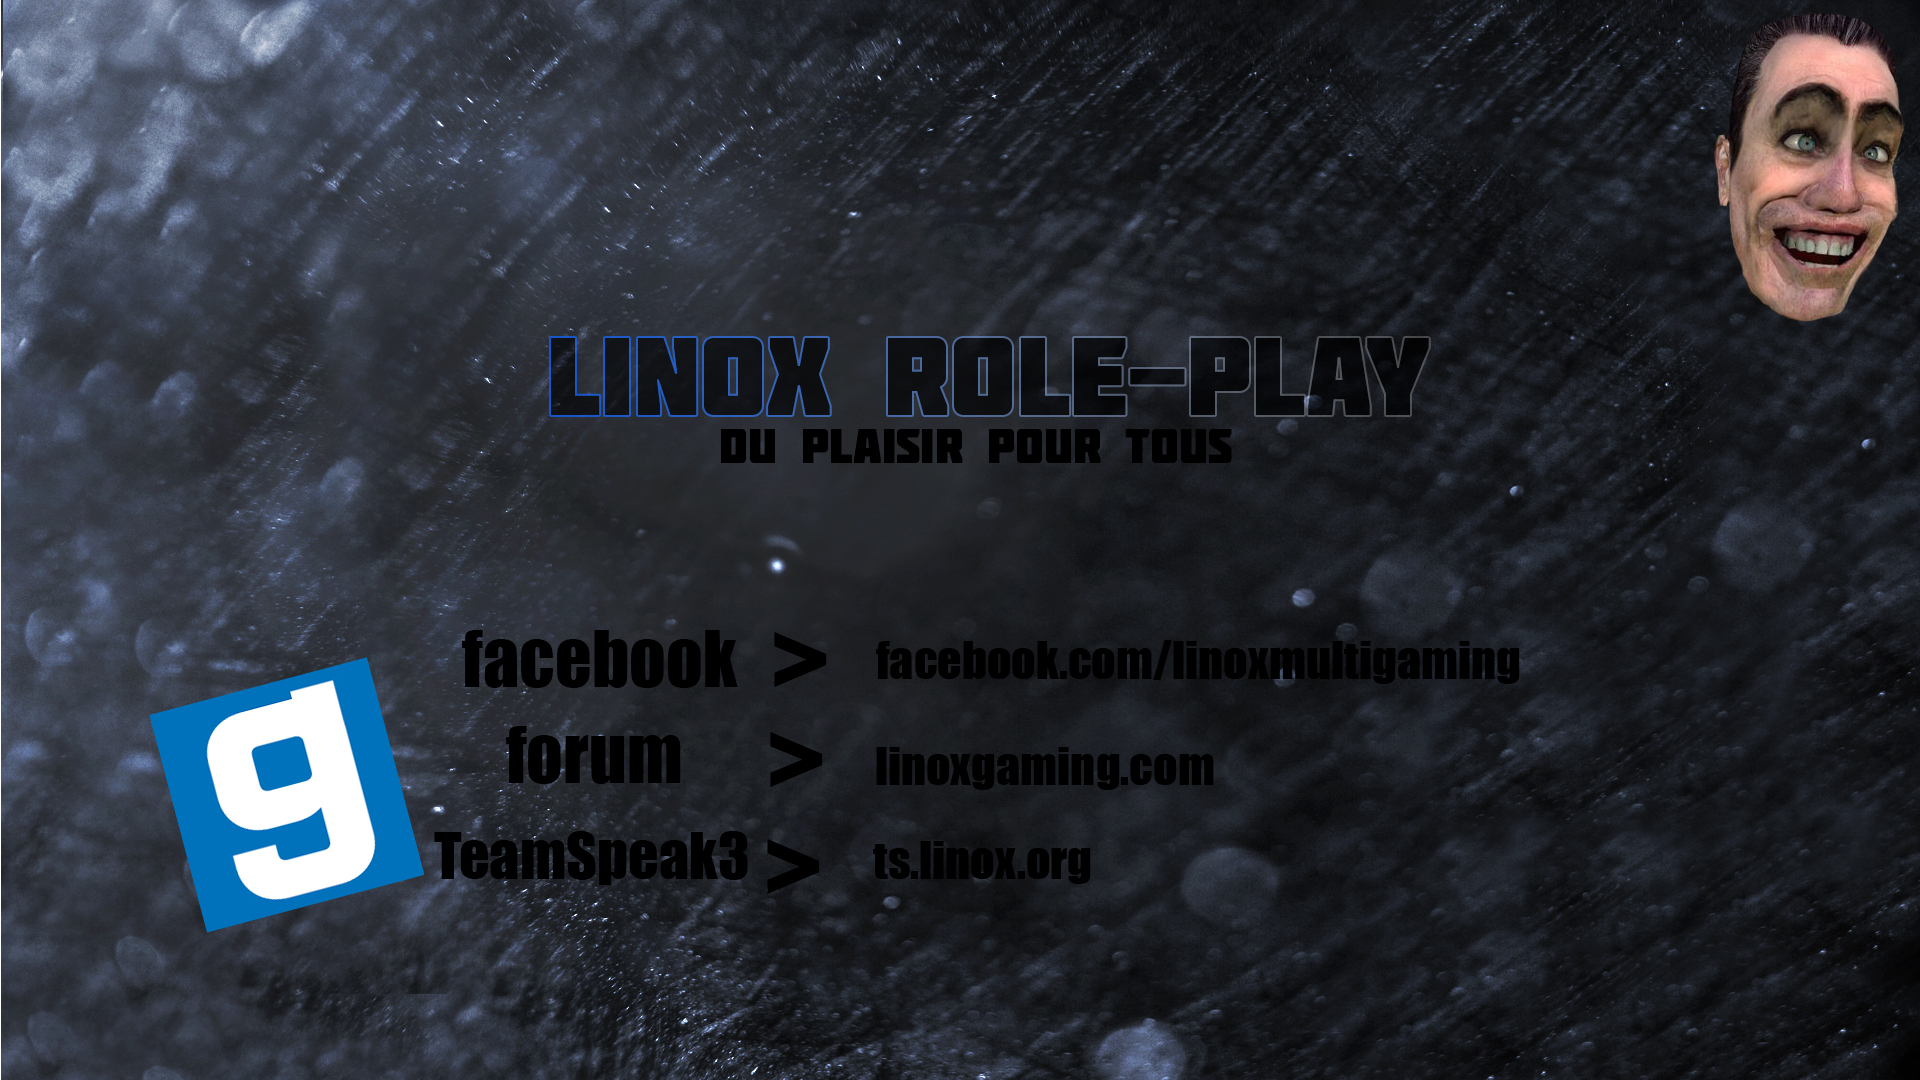 LINOX ROLE-PLAY
DU PLAISIR POUR TOUS
facebook > facebook.com/linoxmultigaming
forum > linoxgaming.com
TeamSpeak3 > ts.linox.org
g